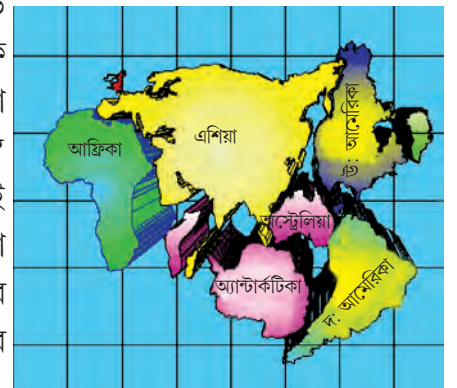 আফ্রিকা
এশিয়া
উ: আমেরিকা
অস্ট্রেলিয়া
অ্যান্টার্কটিকা
দ: আমেরিকা